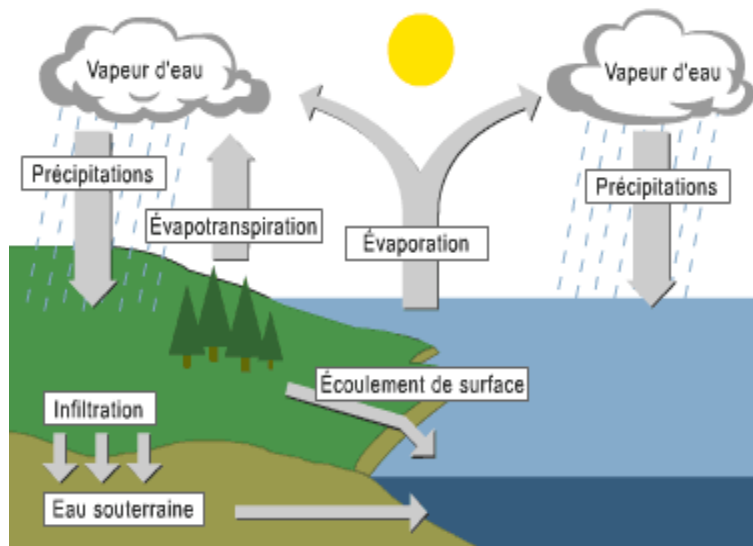 Vapeur d'eau
Vapeur d'eau
Précipitations
Précipitations
Évapotranspiration
Évaporation
Écoulement de surface
Infiltration
Eau souterraine